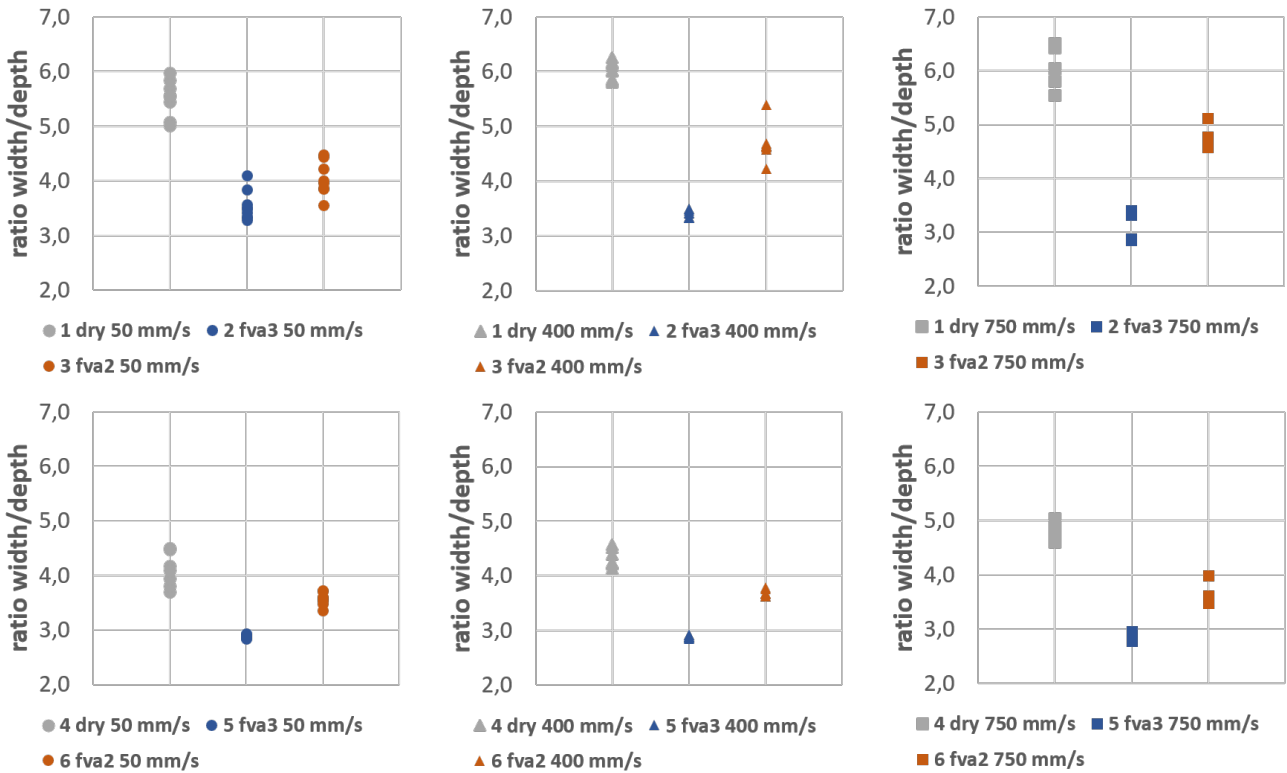 ratio width/depth
7,0
6,0
5,0
4,0
3,0
2,0
1 dry 50 mm/s 2 fva3 50 mm/s
3 fva2 50 mm/s
ratio width/depth
7,0
6,0
5,0
4,0
3,0
2,0
1 dry 400 mm/s 2 fva3 400 mm/s
3 fva2 400 mm/s
ratio width/depth
7,0
6,0
5,0
4,0
3,0
2,0
1 dry 750 mm/s 2 fva3 750 mm/s
3 fva2 750 mm/s
ratio width/depth
7,0
6,0
5,0
4,0
3,0
2,0
4 dry 50 mm/s 5 fva3 50 mm/s
6 fva2 50 mm/s
ratio width/depth
7,0
6,0
5,0
4,0
3,0
2,0
4 dry 400 mm/s 5 fva3 400 mm/s
6 fva2 400 mm/s
ratio width/depth
7,0
6,0
5,0
4,0
3,0
2,0
4 dry 750 mm/s 5 fva3 750 mm/s
6 fva2 750 mm/s